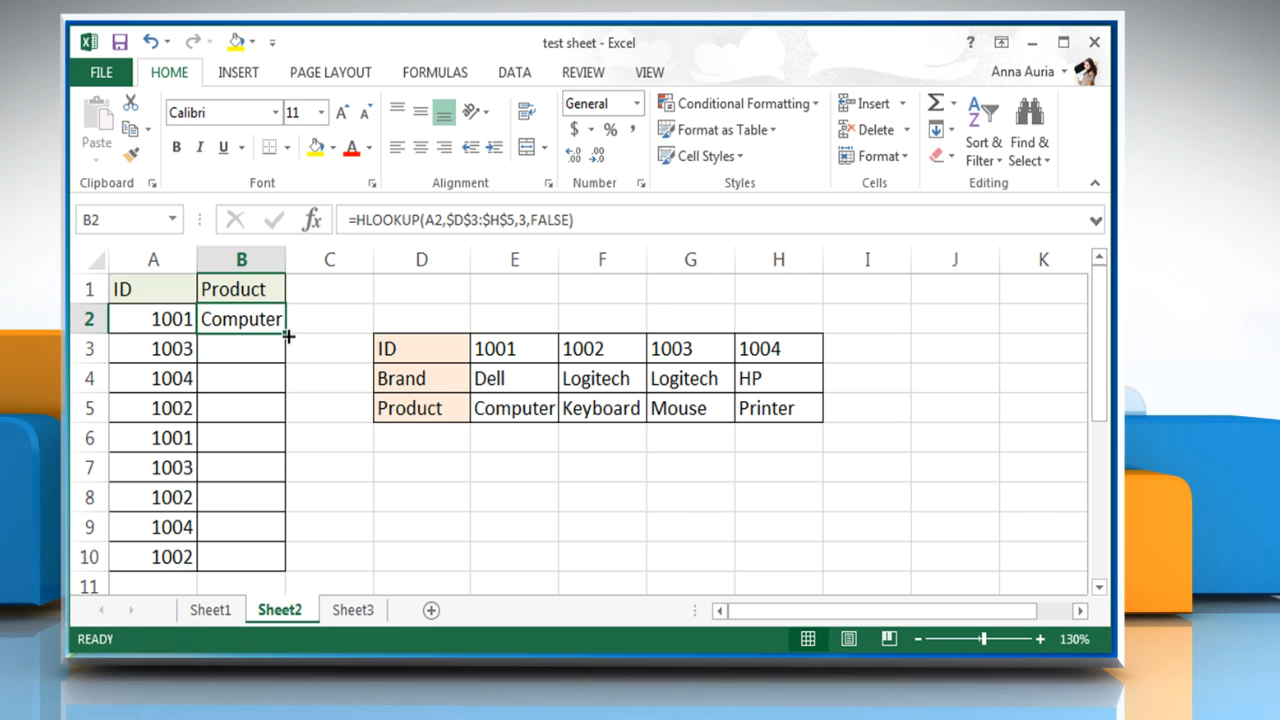 test sheet - Excel
?
FILE HOME INSERT PAGE LAYOUT FORMULAS DATA REVIEW VIEW Anna Auria
Paste
Calibri 11 A A
B I U A
General
$ % ,
.00 .0
Conditional Formatting
Format as Table
Cell Styles
Insert
Delete
Format
Σ
A Z
Sort & Filter
Find & Select
Clipboard Font Alignment Number Styles Cells Editing
B2 fx =HLOOKUP(A2,$D$3:$H$5,3,FALSE)
A B C D E F G H I J K
1 ID Product
2 1001 Computer
3 1003 ID 1001 1002 1003 1004
4 1004 Brand Dell Logitech Logitech HP
5 1002 Product Computer Keyboard Mouse Printer
6 1001
7 1003
8 1002
9 1004
10 1002
11
Sheet1 Sheet2 Sheet3
READY 130%